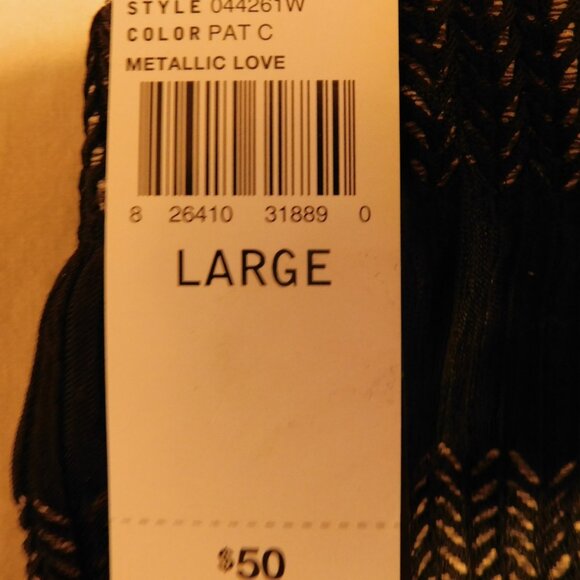 STYLE 044261W
COLOR PAT C
METALLIC LOVE
8 26410 31889 0
LARGE
$50